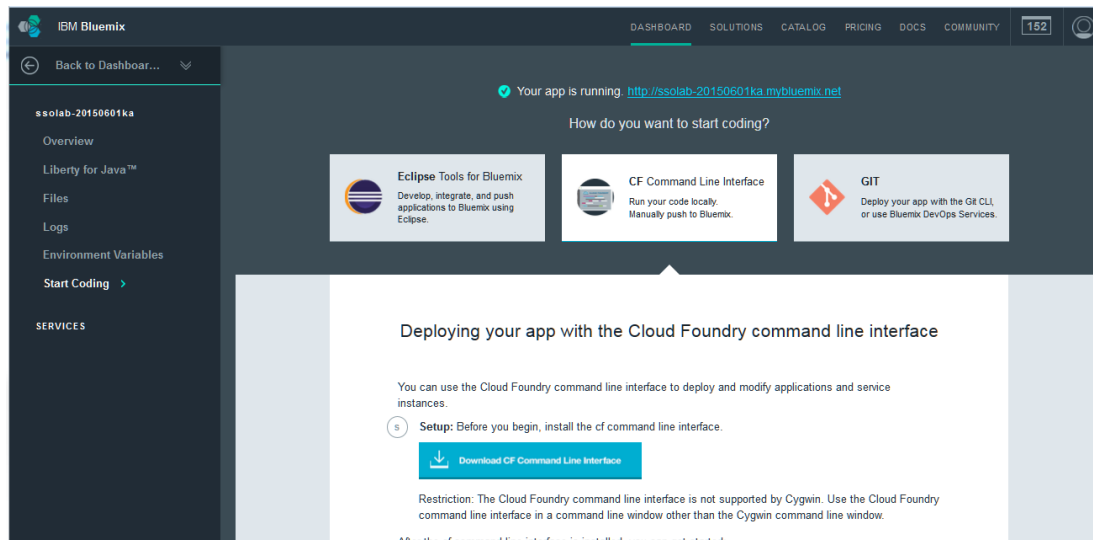 IBM Bluemix
DASHBOARD SOLUTIONS CATALOG PRICING DOCS COMMUNITY 152
Back to Dashboar...
ssolab-20150601ka
Overview
Liberty for Java™
Files
Logs
Environment Variables
Start Coding >
SERVICES
Your app is running. http://ssolab-20150601ka.mybluemix.net
How do you want to start coding?
Eclipse Tools for Bluemix
Develop, integrate, and push
applications to Bluemix using
Eclipse.
CF Command Line Interface
Run your code locally.
Manually push to Bluemix.
GIT
Deploy your app with the Git CLI,
or use Bluemix DevOps Services.
Deploying your app with the Cloud Foundry command line interface
You can use the Cloud Foundry command line interface to deploy and modify applications and service
instances.
S Setup: Before you begin, install the cf command line interface.
Download CF Command Line Interface
Restriction: The Cloud Foundry command line interface is not supported by Cygwin. Use the Cloud Foundry
command line interface in a command line window other than the Cygwin command line window.